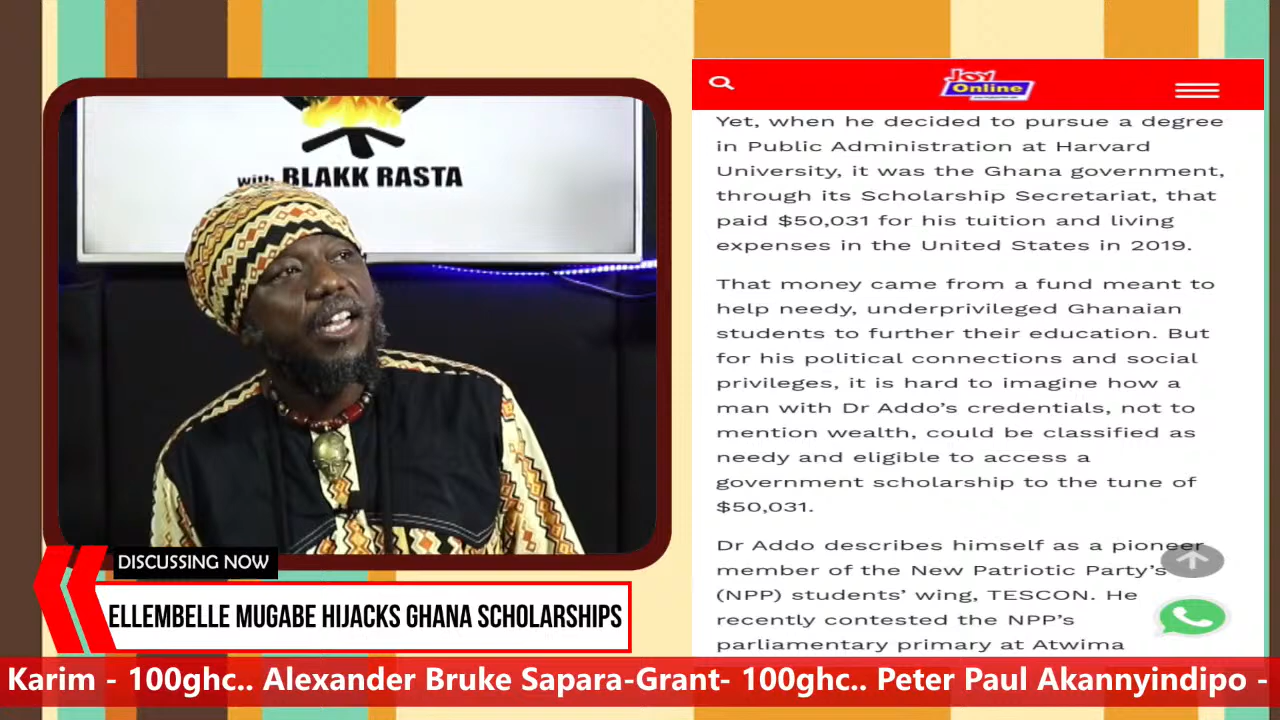 with BLAKK RASTA
DISCUSSING NOW
ELLEMBELLE MUGABE HIJACKS GHANA SCHOLARSHIPS
JOY
Online
Yet, when he decided to pursue a degree
in Public Administration at Harvard
University, it was the Ghana government,
through its Scholarship Secretariat, that
paid $50,031 for his tuition and living
expenses in the United States in 2019.
That money came from a fund meant to
help needy, underprivileged Ghanaian
students to further their education. But
for his political connections and social
privileges, it is hard to imagine how a
man with Dr Addo’s credentials, not to
mention wealth, could be classified as
needy and eligible to access a
government scholarship to the tune of
$50,031.
Dr Addo describes himself as a pioneer
member of the New Patriotic Party’s
(NPP) students’ wing, TESCON. He
recently contested the NPP’s
parliamentary primary at Atwima
Karim - 100ghc.. Alexander Bruke Sapara-Grant- 100ghc.. Peter Paul Akannyindipo -